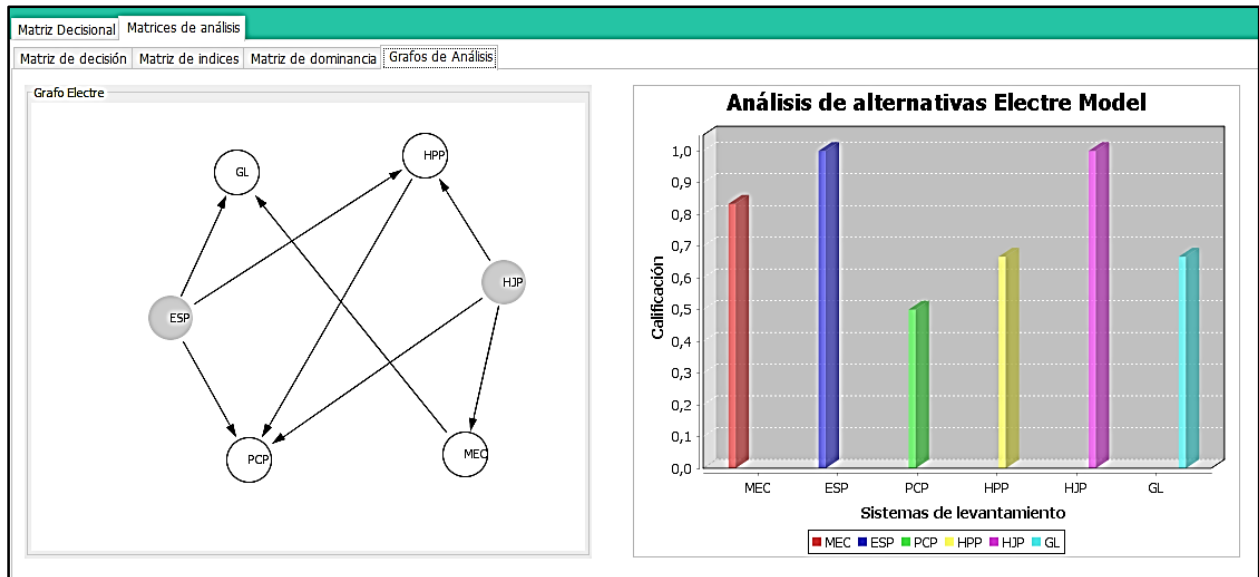 Matriz Decisional Matrices de análisis
Matriz de decisión Matriz de indices Matriz de dominancia Grafos de Análisis
Grafo Electre
GL
HPP
HJP
ESP
PCP
MEC
Análisis de alternativas Electre Model
Calificación
1,0
0,9
0,8
0,7
0,6
0,5
0,4
0,3
0,2
0,1
0,0
MEC ESP PCP HPP HJP GL
Sistemas de levantamiento
MEC ESP PCP HPP HJP GL